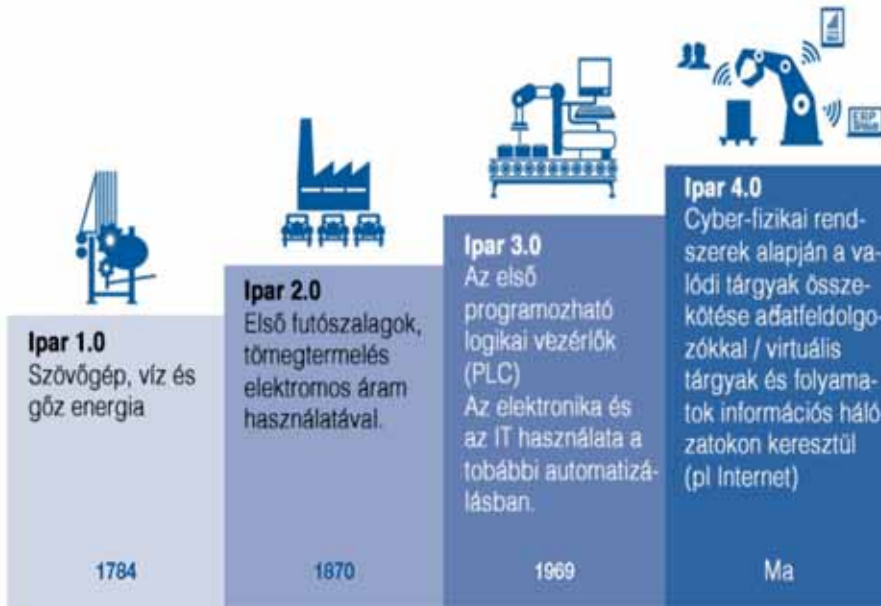 Ipar 1.0
Szövőgép, víz és
gőz energia
1784
Ipar 2.0
Első futószalagok,
tömegtermelés
elektromos áram
használatával.
1870
Ipar 3.0
Az első
programozható
logikai vezérlők
(PLC)
Az elektronika és
az IT használata a
tobábbi automatizá-
lásban.
1969
ERP
Ipar 4.0
Cyber-fizikai rend-
szerek alapján a va-
lódi tárgyak össze-
kötése adatfeldolgo-
zókkal / virtuális
tárgyak és folyama-
tok információs háló
zatokon keresztül
(pl Internet)
Ma